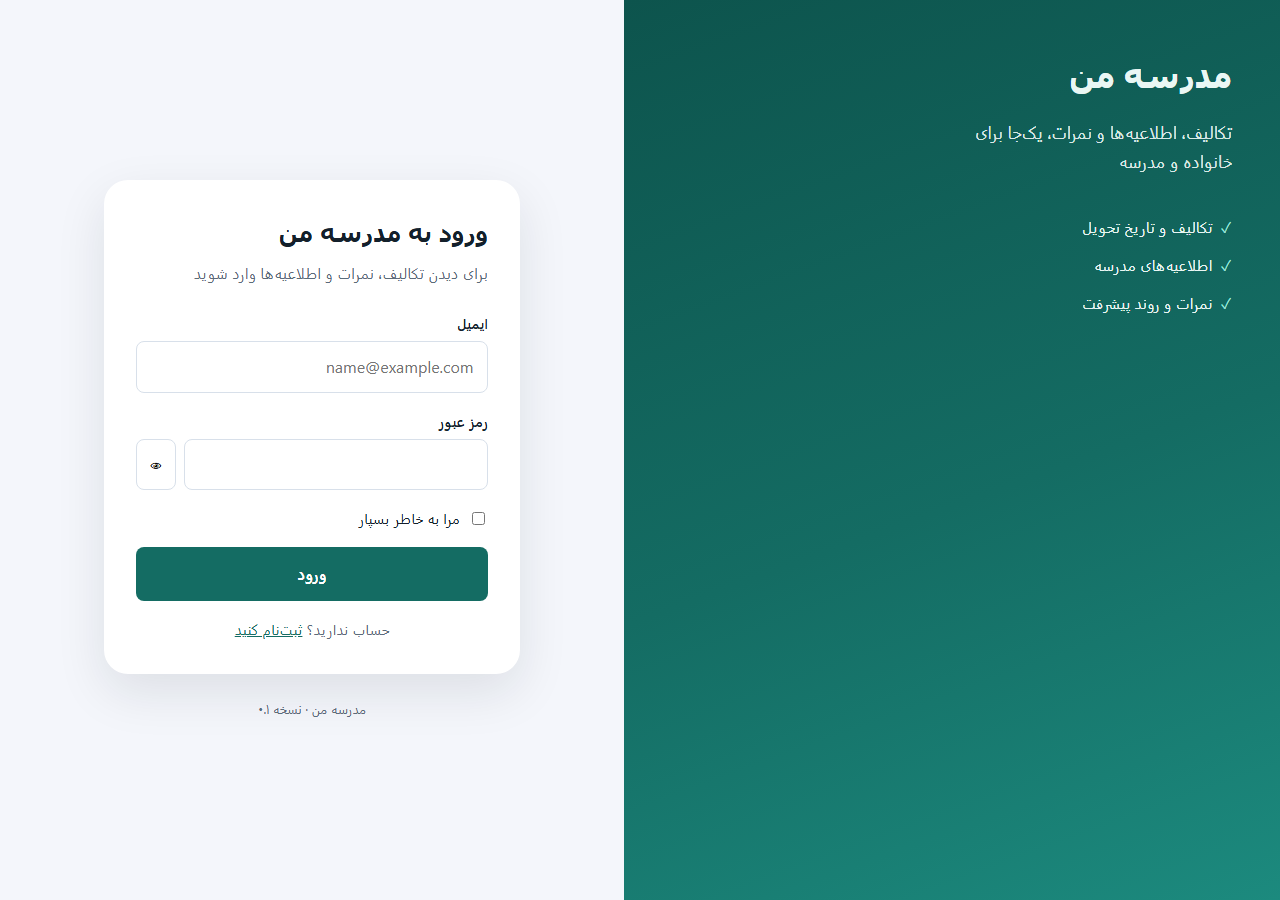 مدرسه من
تکالیف، اطلاعیه‌ها و نمرات، یک‌جا برای
خانواده و مدرسه
✓ تکالیف و تاریخ تحویل
✓ اطلاعیه‌های مدرسه
✓ نمرات و روند پیشرفت
ورود به مدرسه من
برای دیدن تکالیف، نمرات و اطلاعیه‌ها وارد شوید
ایمیل
name@example.com
رمز عبور
مرا به خاطر بسپار
ورود
حساب ندارید؟ ثبت‌نام کنید
مدرسه من · نسخه ۰.۱